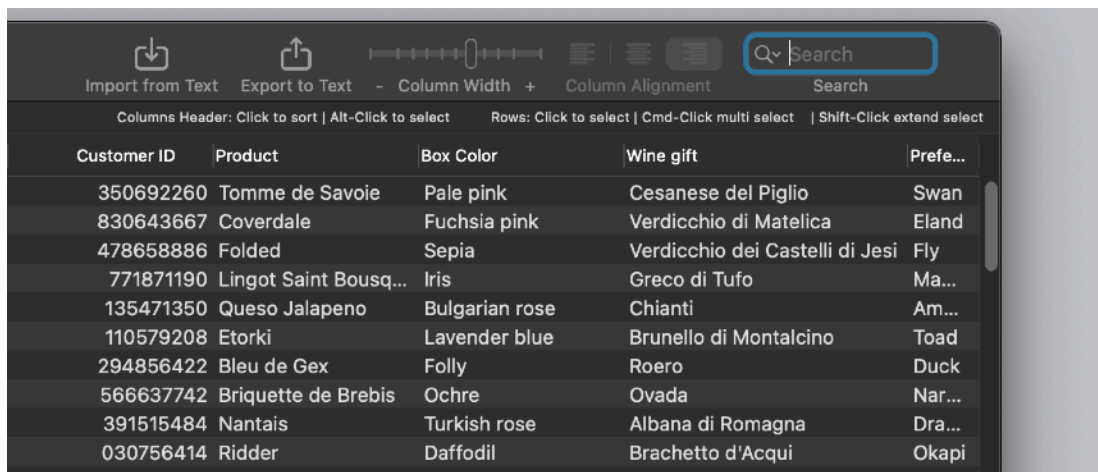 Search
Import from Text Export to Text - Column Width + Column Alignment Search
Columns Header: Click to sort | Alt-Click to select Rows: Click to select | Cmd-Click multi select | Shift-Click extend select
Customer ID Product Box Color Wine gift Prefe...
350692260 Tomme de Savoie Pale pink Cesanese del Piglio Swan
830643667 Coverdale Fuchsia pink Verdicchio di Matelica Eland
478658886 Folded Sepia Verdicchio dei Castelli di Jesi Fly
771871190 Lingot Saint Bousq... Iris Greco di Tufo Ma...
135471350 Queso Jalapeno Bulgarian rose Chianti Am...
110579208 Etorki Lavender blue Brunello di Montalcino Toad
294856422 Bleu de Gex Folly Roero Duck
566637742 Briquette de Brebis Ochre Ovada Nar...
391515484 Nantais Turkish rose Albana di Romagna Dra...
030756414 Ridder Daffodil Brachetto d'Acqui Okapi